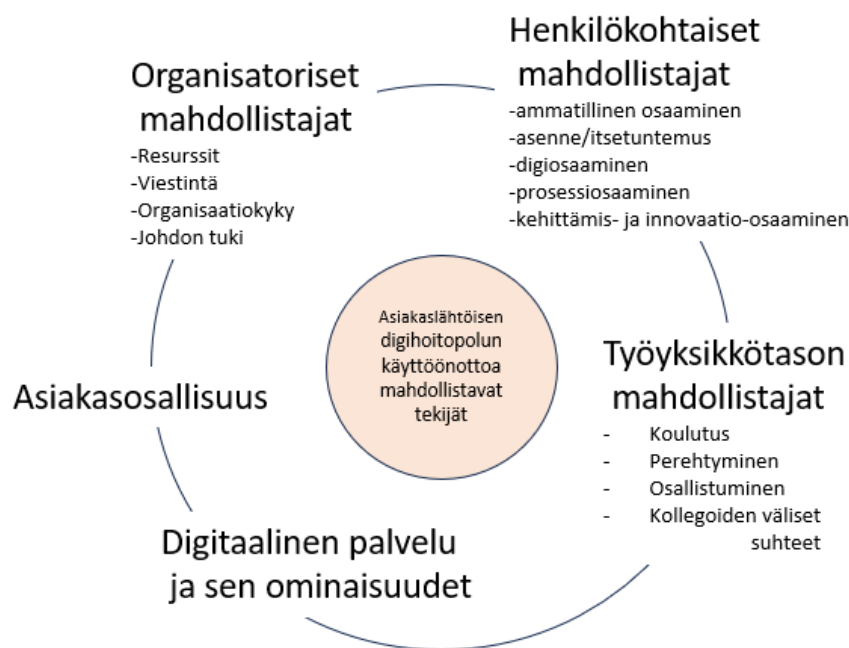 Organisatoriset
mahdollistajat
-Resurssit
-Viestintä
-Organisaatiokyky
-Johdon tuki
Henkilökohtaiset
mahdollistajat
-ammatillinen osaaminen
-asenne/itsetuntemus
-digiosaaminen
-prosessiosaaminen
-kehittämis- ja innovaatio-osaaminen
Asiakaslähtöisen
digihoitopolun
käyttöönottoa
mahdollistavat
tekijät
Työyksikkötason
mahdollistajat
- Koulutus
- Perehtyminen
- Osallistuminen
- Kollegoiden väliset
suhteet
Asiakasosallisuus
Digitaalinen palvelu
ja sen ominaisuudet